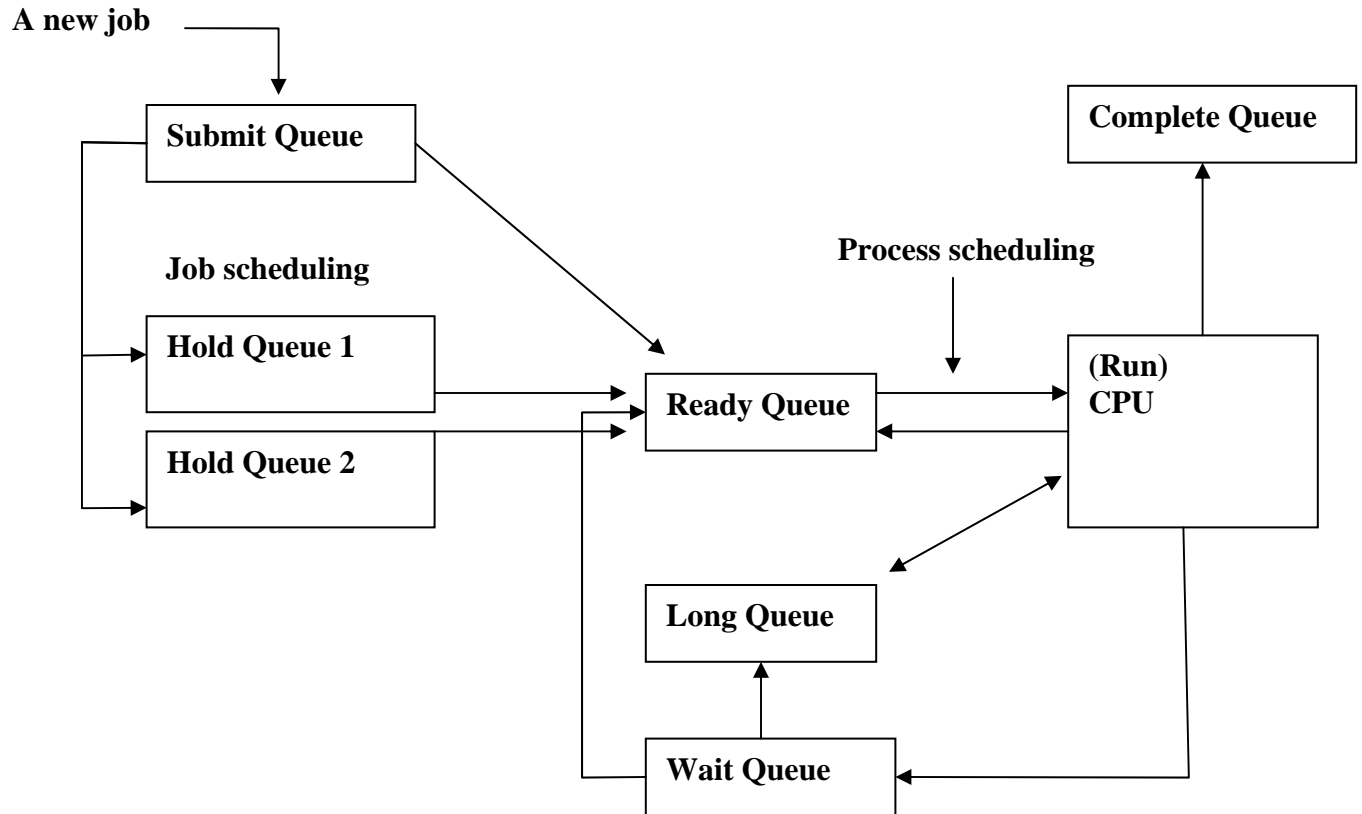 A new job
Submit Queue
Complete Queue
Process scheduling
Job scheduling
Hold Queue 1
(Run)
CPU
Ready Queue
Hold Queue 2
Long Queue
Wait Queue